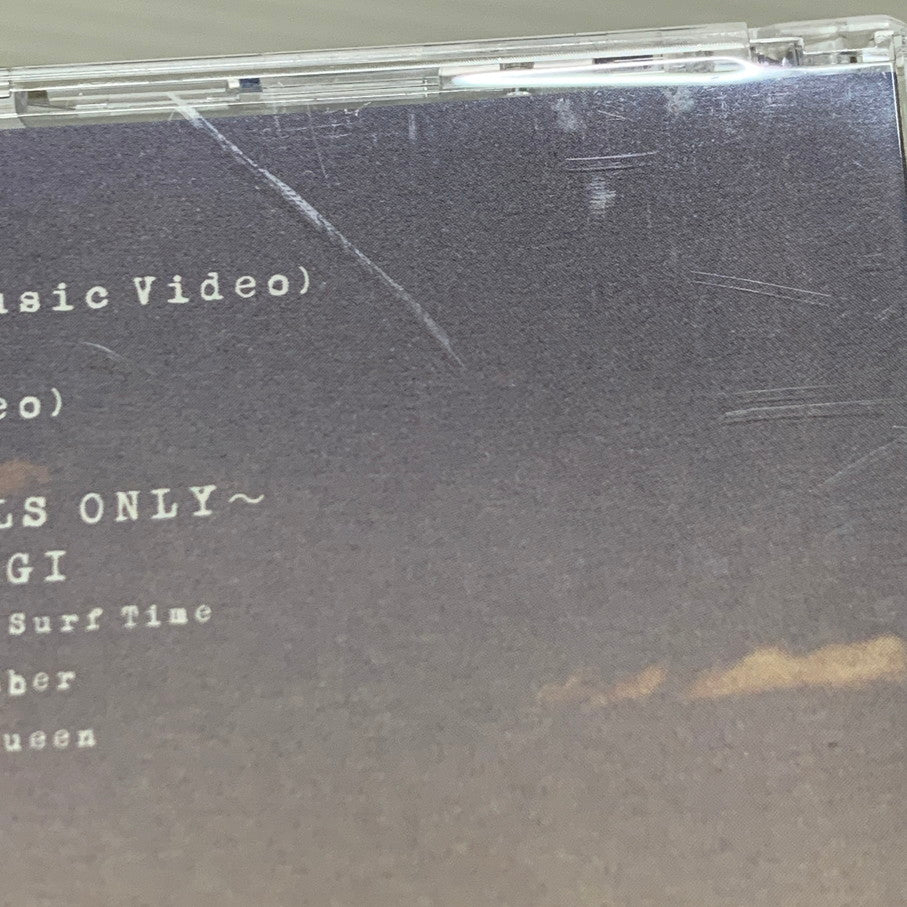 usic Video)
eo)
LS ONLY～
GI
Surf Time
ber
ueen